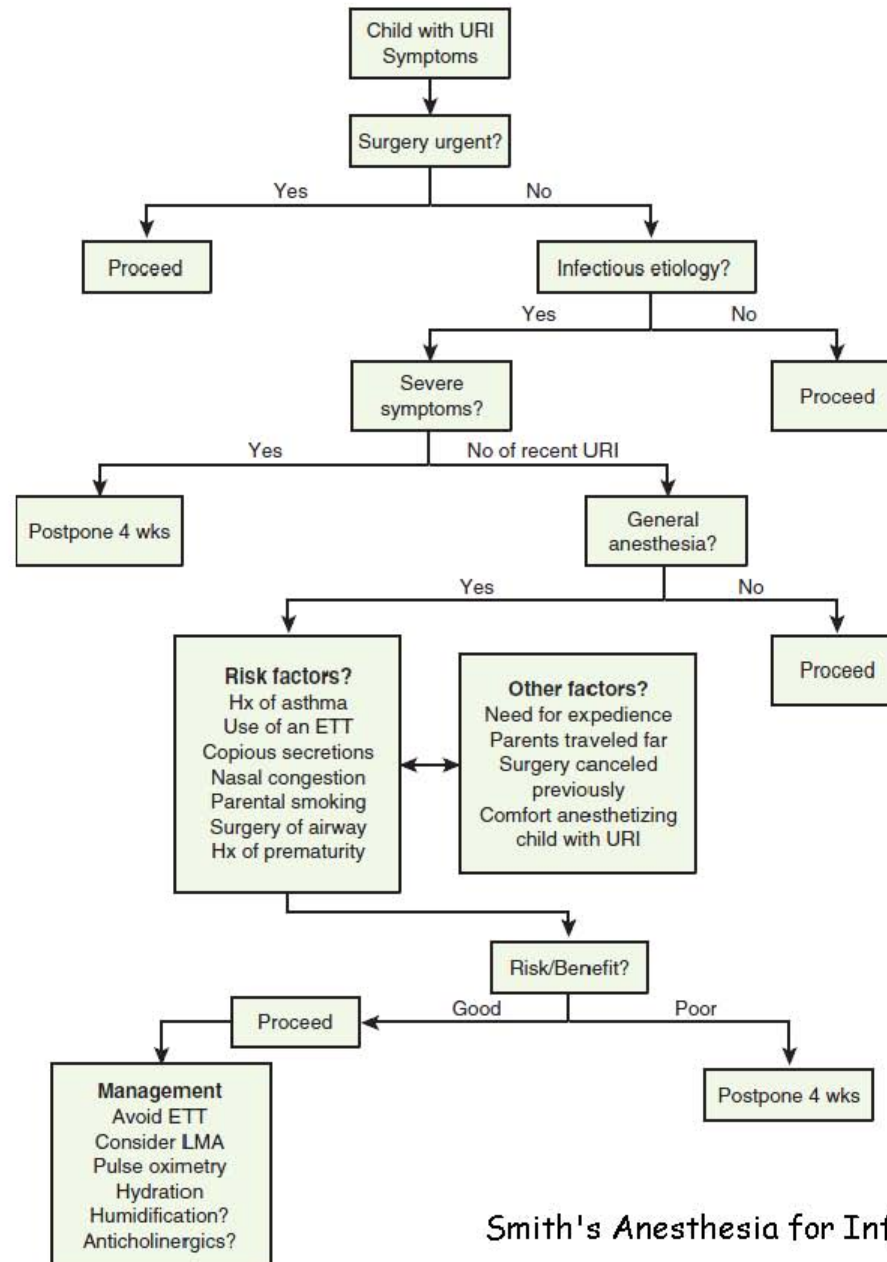 Child with URI
Symptoms
Surgery urgent?
Yes
No
Proceed
Infectious etiology?
Yes
No
Severe
symptoms?
Proceed
Yes
No of recent URI
Postpone 4 wks
General
anesthesia?
Yes
No
Risk factors?
Hx of asthma
Use of an ETT
Copious secretions
Nasal congestion
Parental smoking
Surgery of airway
Hx of prematurity
Other factors?
Need for expedience
Parents traveled far
Surgery canceled
previously
Comfort anesthetizing
child with URI
Proceed
Risk/Benefit?
Good
Poor
Proceed
Postpone 4 wks
Management
Avoid ETT
Consider LMA
Pulse oximetry
Hydration
Humidification?
Anticholinergics?
Smith's Anesthesia for